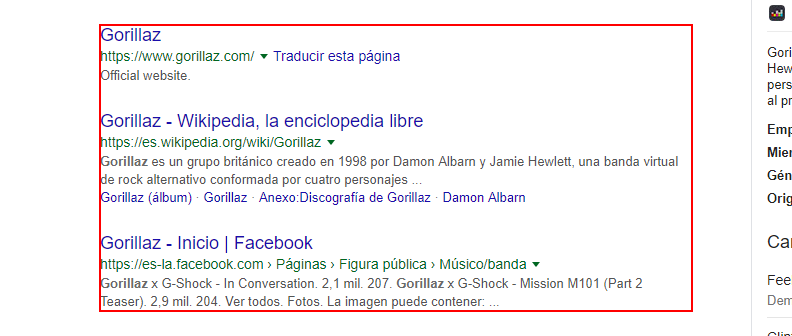 Gorillaz
https://www.gorillaz.com/ ▼ Traducir esta página
Official website.
Gorillaz - Wikipedia, la enciclopedia libre
https://es.wikipedia.org/wiki/Gorillaz ▼
Gorillaz es un grupo británico creado en 1998 por Damon Albarn y Jamie Hewlett, una banda virtual
de rock alternativo conformada por cuatro personajes ...
Gorillaz (álbum) · Gorillaz · Anexo:Discografía de Gorillaz · Damon Albarn
Gorillaz - Inicio | Facebook
https://es-la.facebook.com › Páginas › Figura pública › Músico/banda ▼
Gorillaz x G-Shock - In Conversation. 2,1 mil. 207. Gorillaz x G-Shock - Mission M101 (Part 2
Teaser). 2,9 mil. 204. Ver todos. Fotos. La imagen puede contener: ...
Gori
Hew
pers
al pr
Emp
Mien
Géne
Orig
Can
Fee
Dem